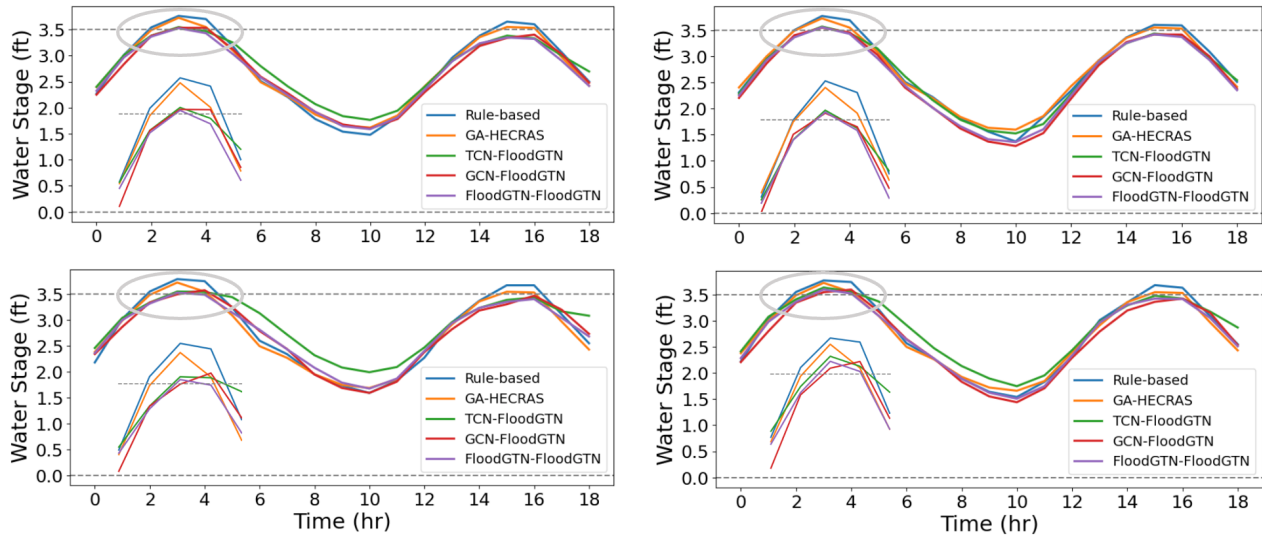 Water Stage (ft)
3.5
3.0
2.5
2.0
1.5
1.0
0.5
0.0
Rule-based
GA-HECRAS
TCN-FloodGTN
GCN-FloodGTN
FloodGTN-FloodGTN
0 2 4 6 8 10 12 14 16 18
Water Stage (ft)
3.5
3.0
2.5
2.0
1.5
1.0
0.5
0.0
Rule-based
GA-HECRAS
TCN-FloodGTN
GCN-FloodGTN
FloodGTN-FloodGTN
0 2 4 6 8 10 12 14 16 18
Water Stage (ft)
3.5
3.0
2.5
2.0
1.5
1.0
0.5
0.0
Rule-based
GA-HECRAS
TCN-FloodGTN
GCN-FloodGTN
FloodGTN-FloodGTN
0 2 4 6 8 10 12 14 16 18
Time (hr)
Water Stage (ft)
3.5
3.0
2.5
2.0
1.5
1.0
0.5
0.0
Rule-based
GA-HECRAS
TCN-FloodGTN
GCN-FloodGTN
FloodGTN-FloodGTN
0 2 4 6 8 10 12 14 16 18
Time (hr)